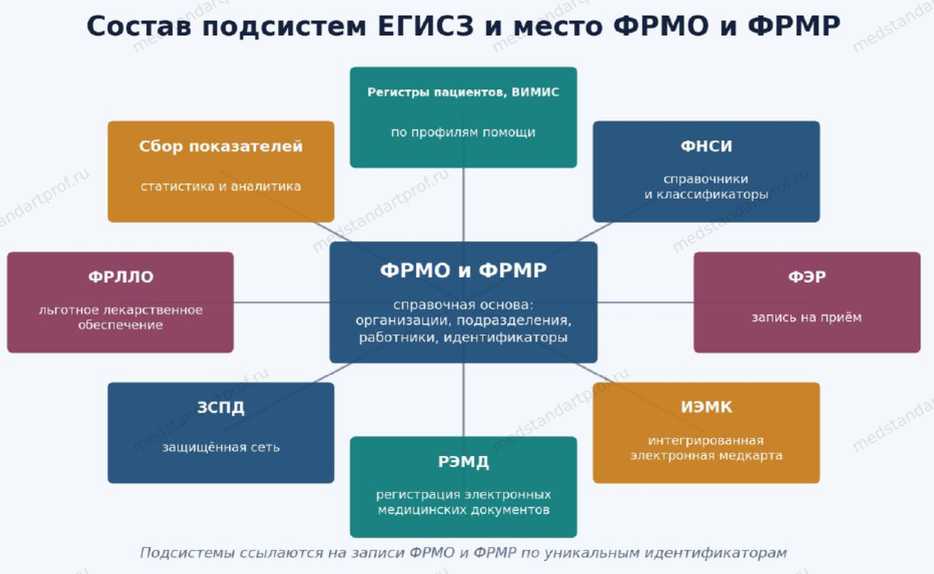 Состав подсистем ЕГИСЗ и место ФРМО и ФРМР
Регистры пациентов, ВИМИС
по профилям помощи
Сбор показателей
статистика и аналитика
ФНСИ
справочники
и классификаторы
ФРЛЛО
льготное лекарственное
обеспечение
ФРМО и ФРМР
справочная основа:
организации, подразделения,
работники, идентификаторы
ФЭР
запись на приём
ЗСПД
защищённая сеть
РЭМД
регистрация электронных
медицинских документов
ИЭМК
интегрированная
электронная медкарта
Подсистемы ссылаются на записи ФРМО и ФРМР по уникальным идентификаторам
medstandartprof.ru